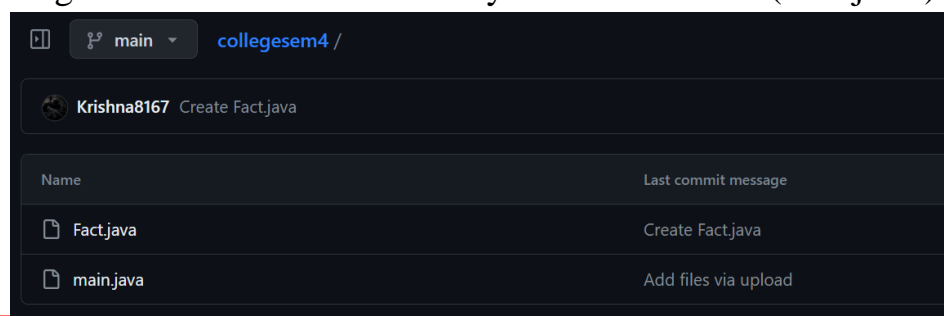 main
collegesem4 /
Krishna8167 Create Fact.java
Name Last commit message
Fact.java Create Fact.java
main.java Add files via upload